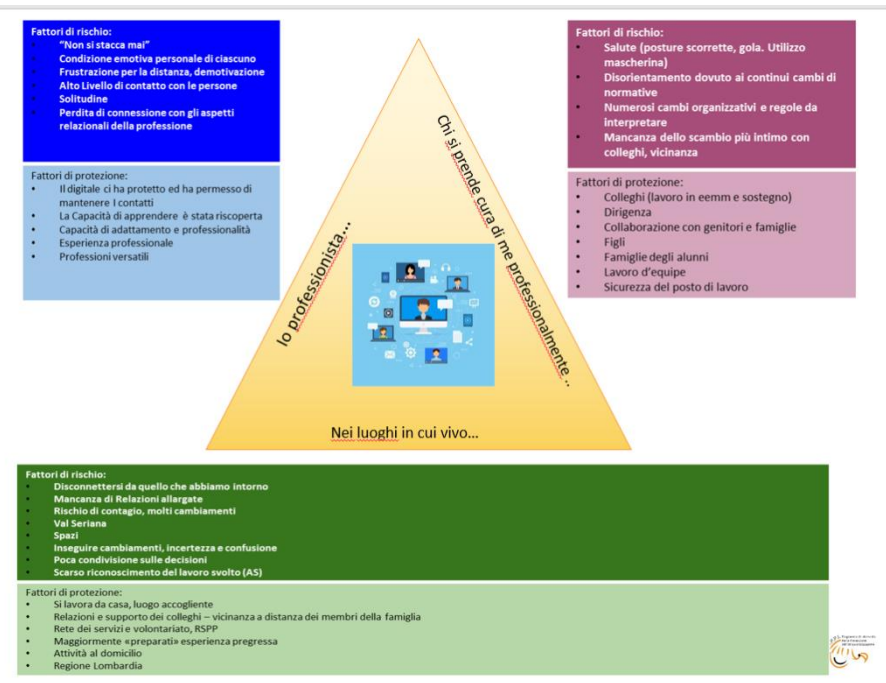 Fattori di rischio:
• "Non si stacca mai"
• Condizione emotiva personale di ciascuno
• Frustrazione per la distanza, demotivazione
• Alto Livello di contatto con le persone
• Solitudine
• Perdita di connessione con gli aspetti
relazionali della professione
Fattori di protezione:
• Il digitale ci ha protetto ed ha permesso di
mantenere I contatti
• La Capacità di apprendere è stata riscoperta
• Capacità di adattamento e professionalità
• Esperienza professionale
• Professioni versatili
Io professionista...
Chi si prende cura di me professionalmente...
Nei luoghi in cui vivo...
Fattori di rischio:
• Salute (posture scorrette, gola. Utilizzo
mascherina)
• Disorientamento dovuto ai continui cambi di
normative
• Numerosi cambi organizzativi e regole da
interpretare
• Mancanza dello scambio più intimo con
colleghi, vicinanza
Fattori di protezione:
• Colleghi (lavoro in eemm e sostegno)
• Dirigenza
• Collaborazione con genitori e famiglie
• Figli
• Famiglie degli alunni
• Lavoro d'equipe
• Sicurezza del posto di lavoro
Fattori di rischio:
• Disconnettersi da quello che abbiamo intorno
• Mancanza di Relazioni allargate
• Rischio di contagio, molti cambiamenti
• Val Seriana
• Spazi
• Inseguire cambiamenti, incertezza e confusione
• Poca condivisione sulle decisioni
• Scarso riconoscimento del lavoro svolto (AS)
Fattori di protezione:
• Si lavora da casa, luogo accogliente
• Relazioni e supporto dei colleghi – vicinanza a distanza dei membri della famiglia
• Rete dei servizi e volontariato, RSPP
• Maggiormente «preparati» esperienza pregressa
• Attività al domicilio
• Regione Lombardia